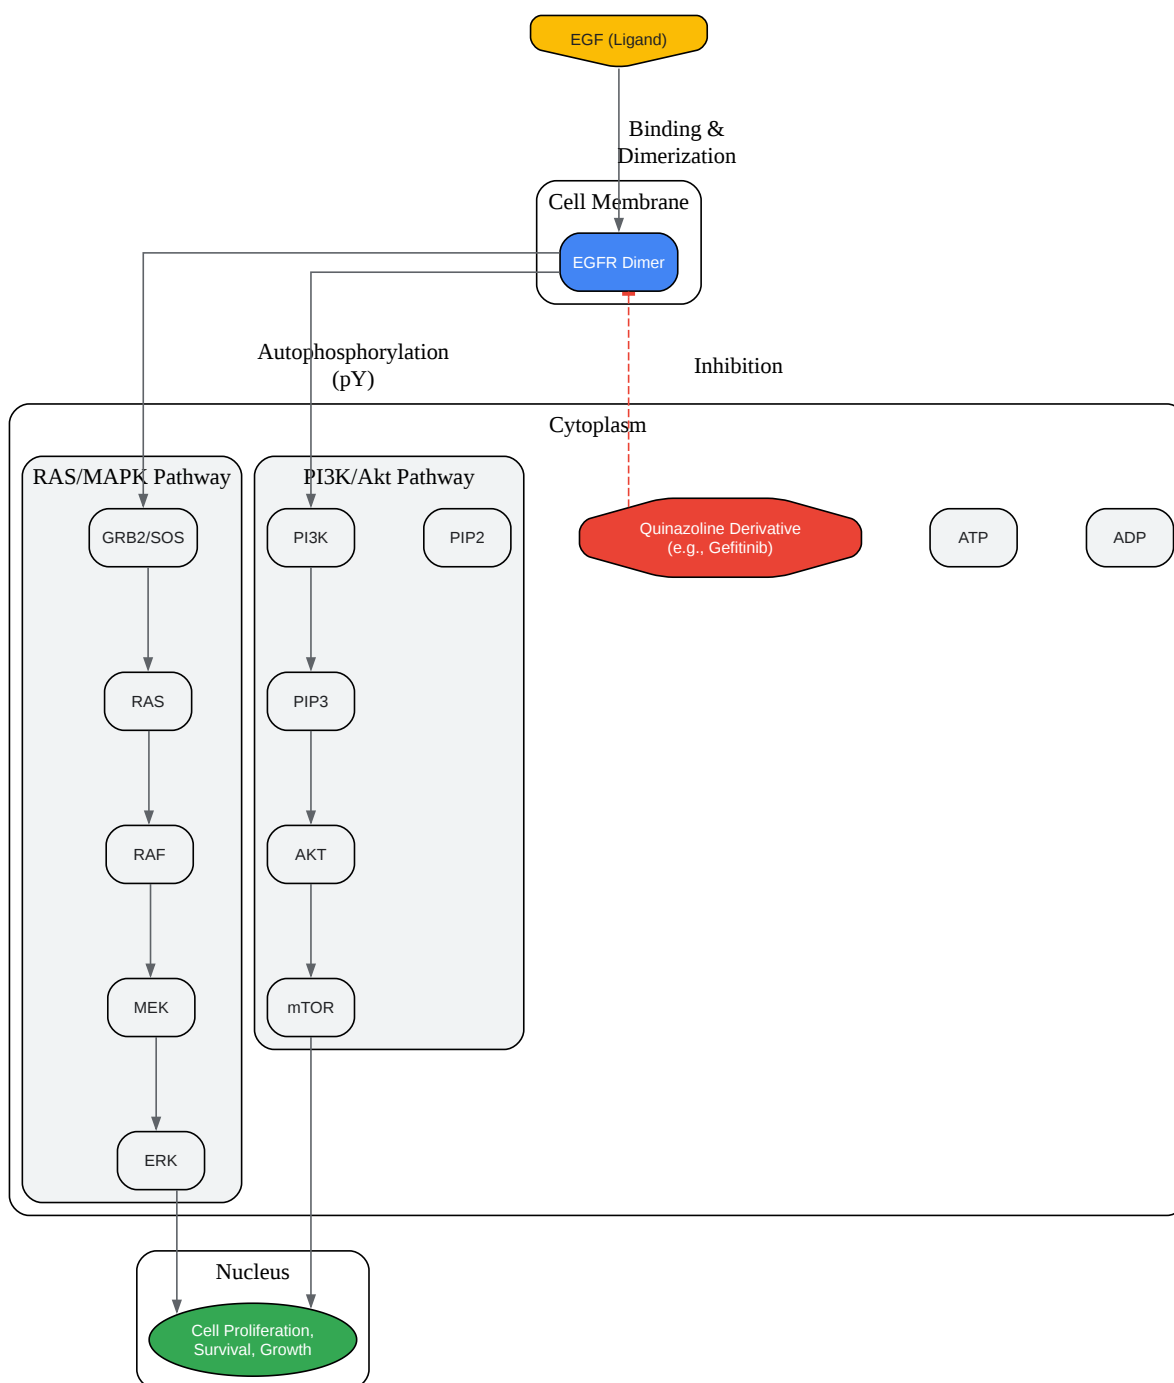 EGF (Ligand)
Binding &
Dimerization
Cell Membrane
EGFR Dimer
Autophosphorylation
(pY)
Inhibition
Cytoplasm
RAS/MAPK Pathway
PI3K/Akt Pathway
GRB2/SOS
PI3K
PIP2
Quinazoline Derivative
(e.g., Gefitinib)
ATP
ADP
RAS
PIP3
RAF
AKT
MEK
mTOR
ERK
Nucleus
Cell Proliferation,
Survival, Growth